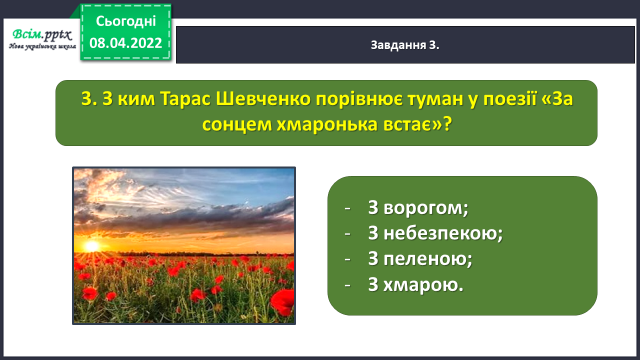 Всім.pptx
Нова українська школа
Сьогодні
08.04.2022
Завдання 3.
3. З ким Тарас Шевченко порівнює туман у поезії «За
сонцем хмаронька встає»?
- З ворогом;
- З небезпекою;
- З пеленою;
- З хмарою.